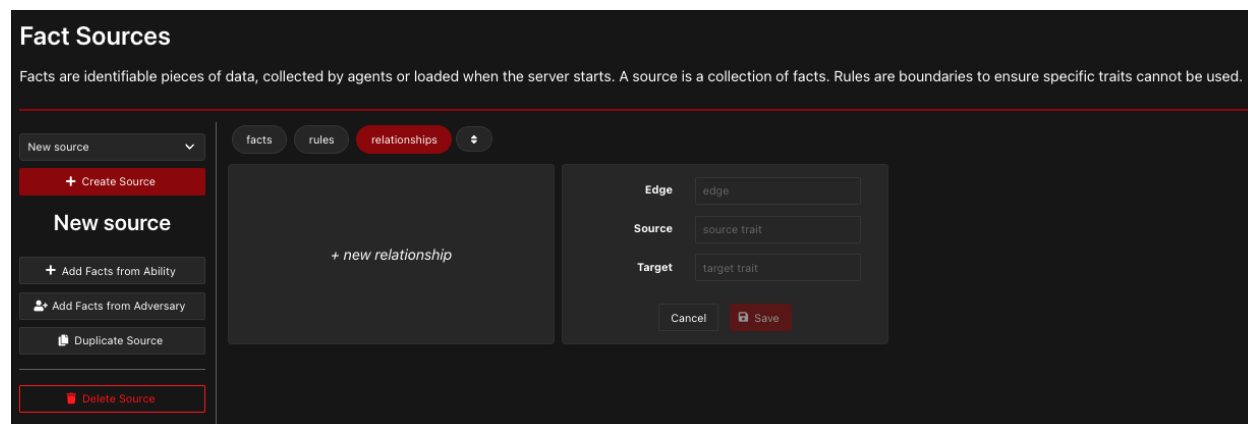 Fact Sources
Facts are identifiable pieces of data, collected by agents or loaded when the server starts. A source is a collection of facts. Rules are boundaries to ensure specific traits cannot be used.
New source
+ Create Source
New source
+ Add Facts from Ability
Add Facts from Adversary
Duplicate Source
Delete Source
facts rules relationships
+ new relationship
Edge edge
Source source trait
Target target trait
Cancel Save